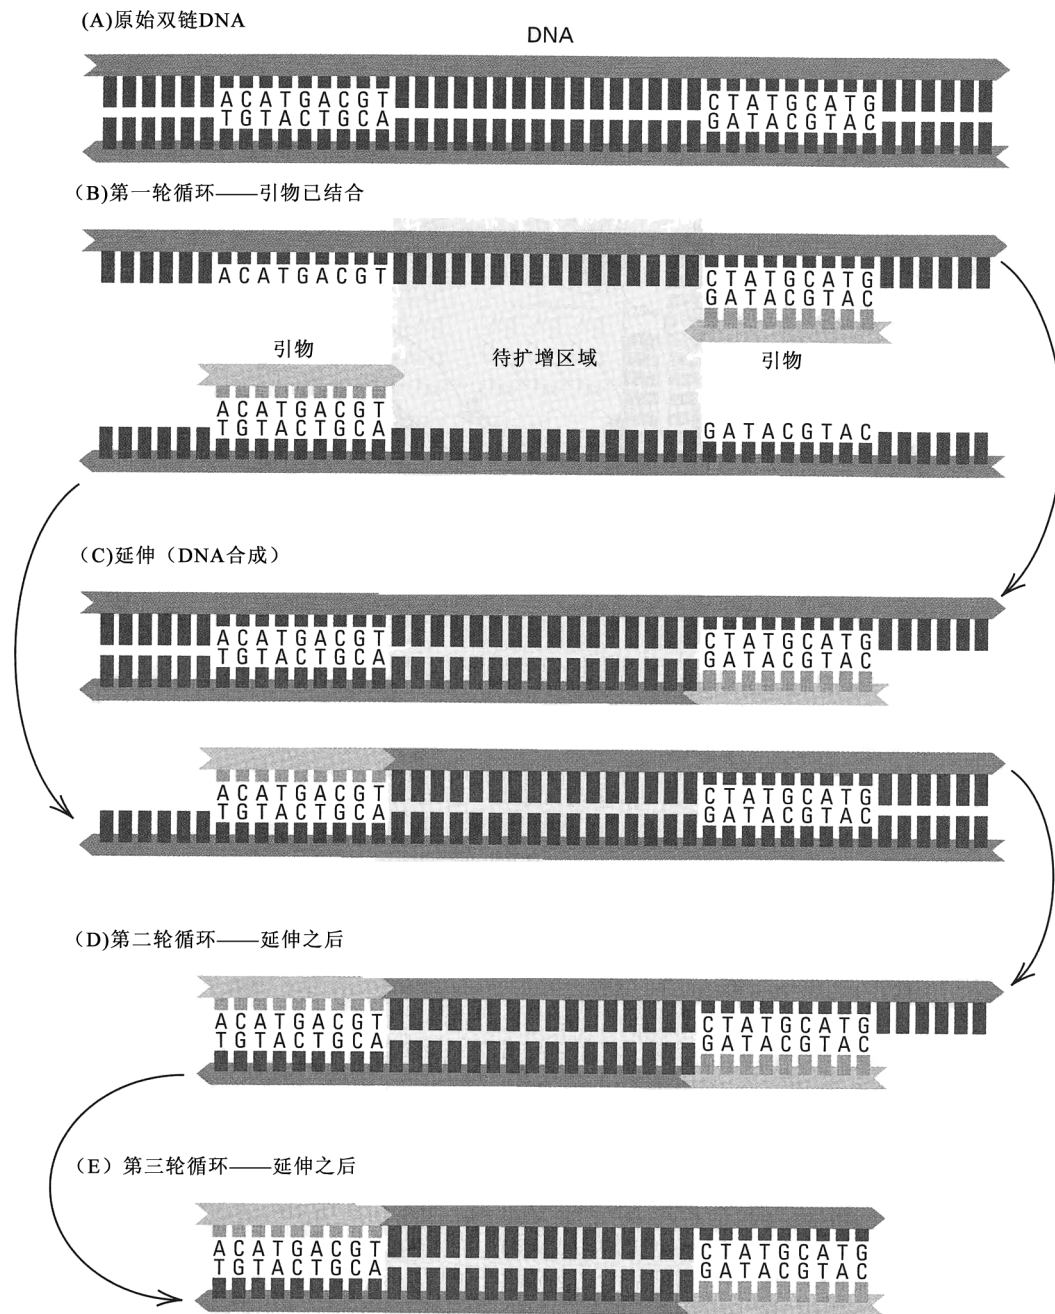 (A)原始双链DNA
DNA
ACATGACGT
TGTACTGCA
CTATGCATG
GATACGTAC
(B)第一轮循环——引物已结合
ACATGACGT
CTATGCATG
GATACGTAC
引物
待扩增区域
引物
ACATGACGT
TGTACTGCA
GATACGTAC
(C)延伸（DNA合成）
ACATGACGT
TGTACTGCA
CTATGCATG
GATACGTAC
ACATGACGT
TGTACTGCA
CTATGCATG
GATACGTAC
(D)第二轮循环——延伸之后
ACATGACGT
TGTACTGCA
CTATGCATG
GATACGTAC
（E）第三轮循环——延伸之后
ACATGACGT
TGTACTGCA
CTATGCATG
GATACGTAC